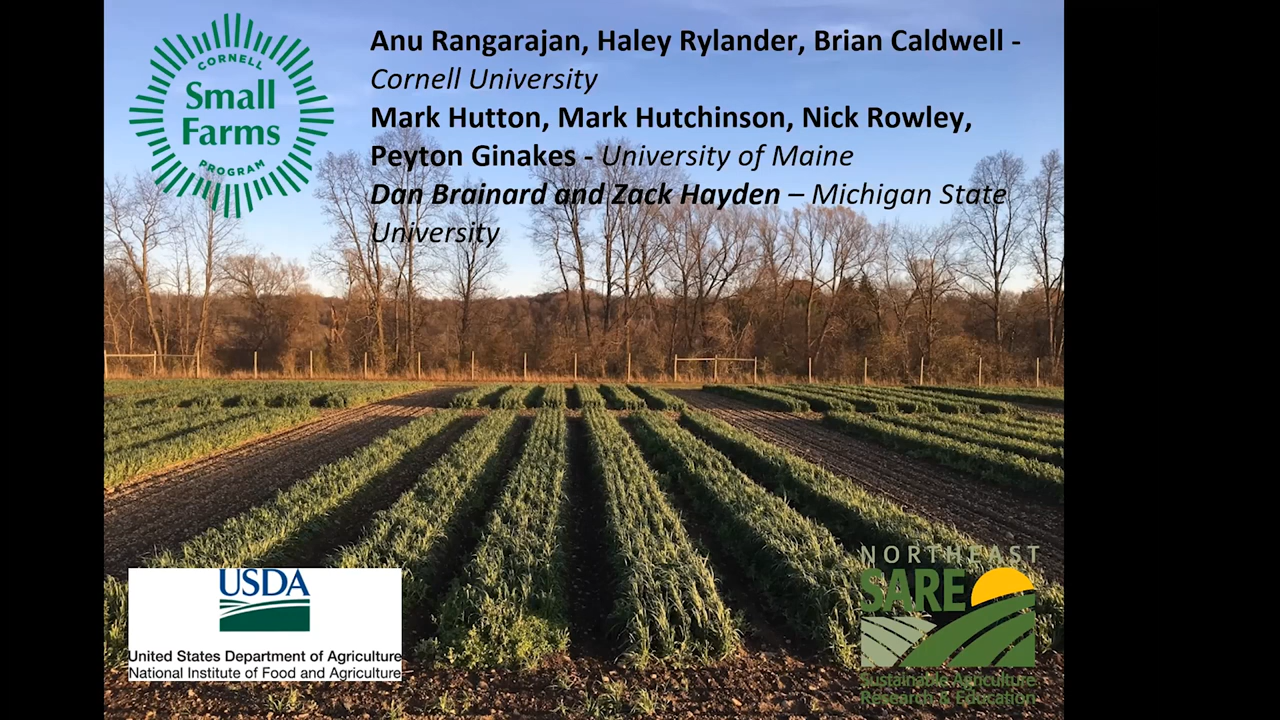 CORNELL
Small
Farms
PROGRAM
Anu Rangarajan, Haley Rylander, Brian Caldwell -
Cornell University
Mark Hutton, Mark Hutchinson, Nick Rowley,
Peyton Ginakes - University of Maine
Dan Brainard and Zack Hayden – Michigan State
University
USDA
United States Department of Agriculture
National Institute of Food and Agriculture
NORTHEAST
SARE
Sustainable Agriculture
Research & Education